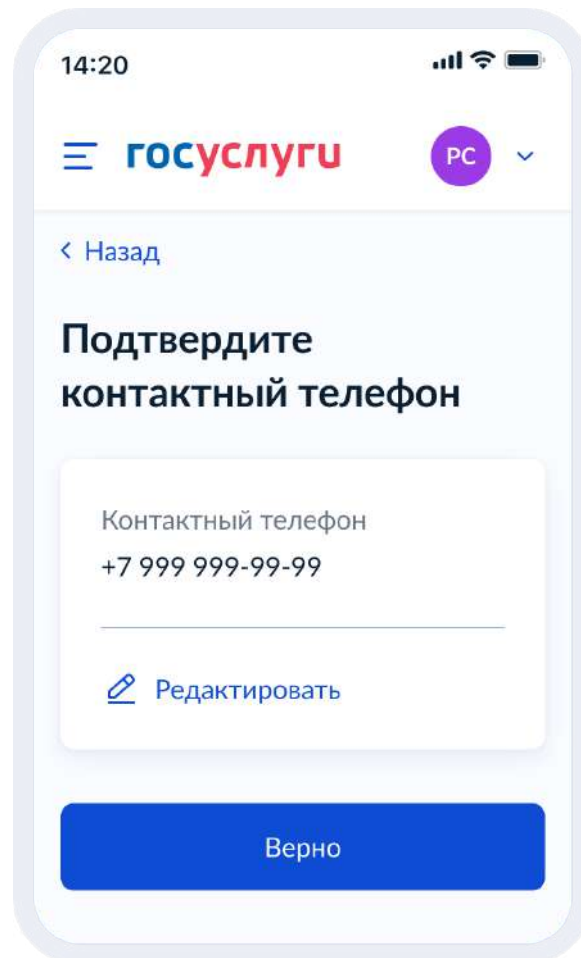 14:20
госуслуги
РС
Назад
Подтвердите
контактный телефон
Контактный телефон
+7 999 999-99-99
Редактировать
Верно